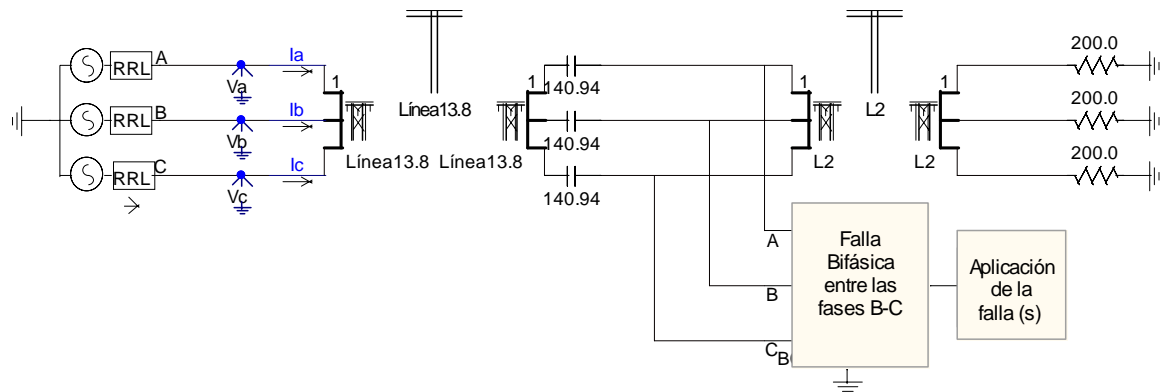 RRL
A
Va
Ia
1
Línea13.8
1
140.94
1
L2
1
200.0
RRL
B
Vb
Ib
140.94
200.0
Línea13.8
Línea13.8
L2
L2
RRL
C
Vc
Ic
140.94
200.0
A
B
C
Falla
Bifásica
entre las
fases B-C
Aplicación
de la
falla (s)